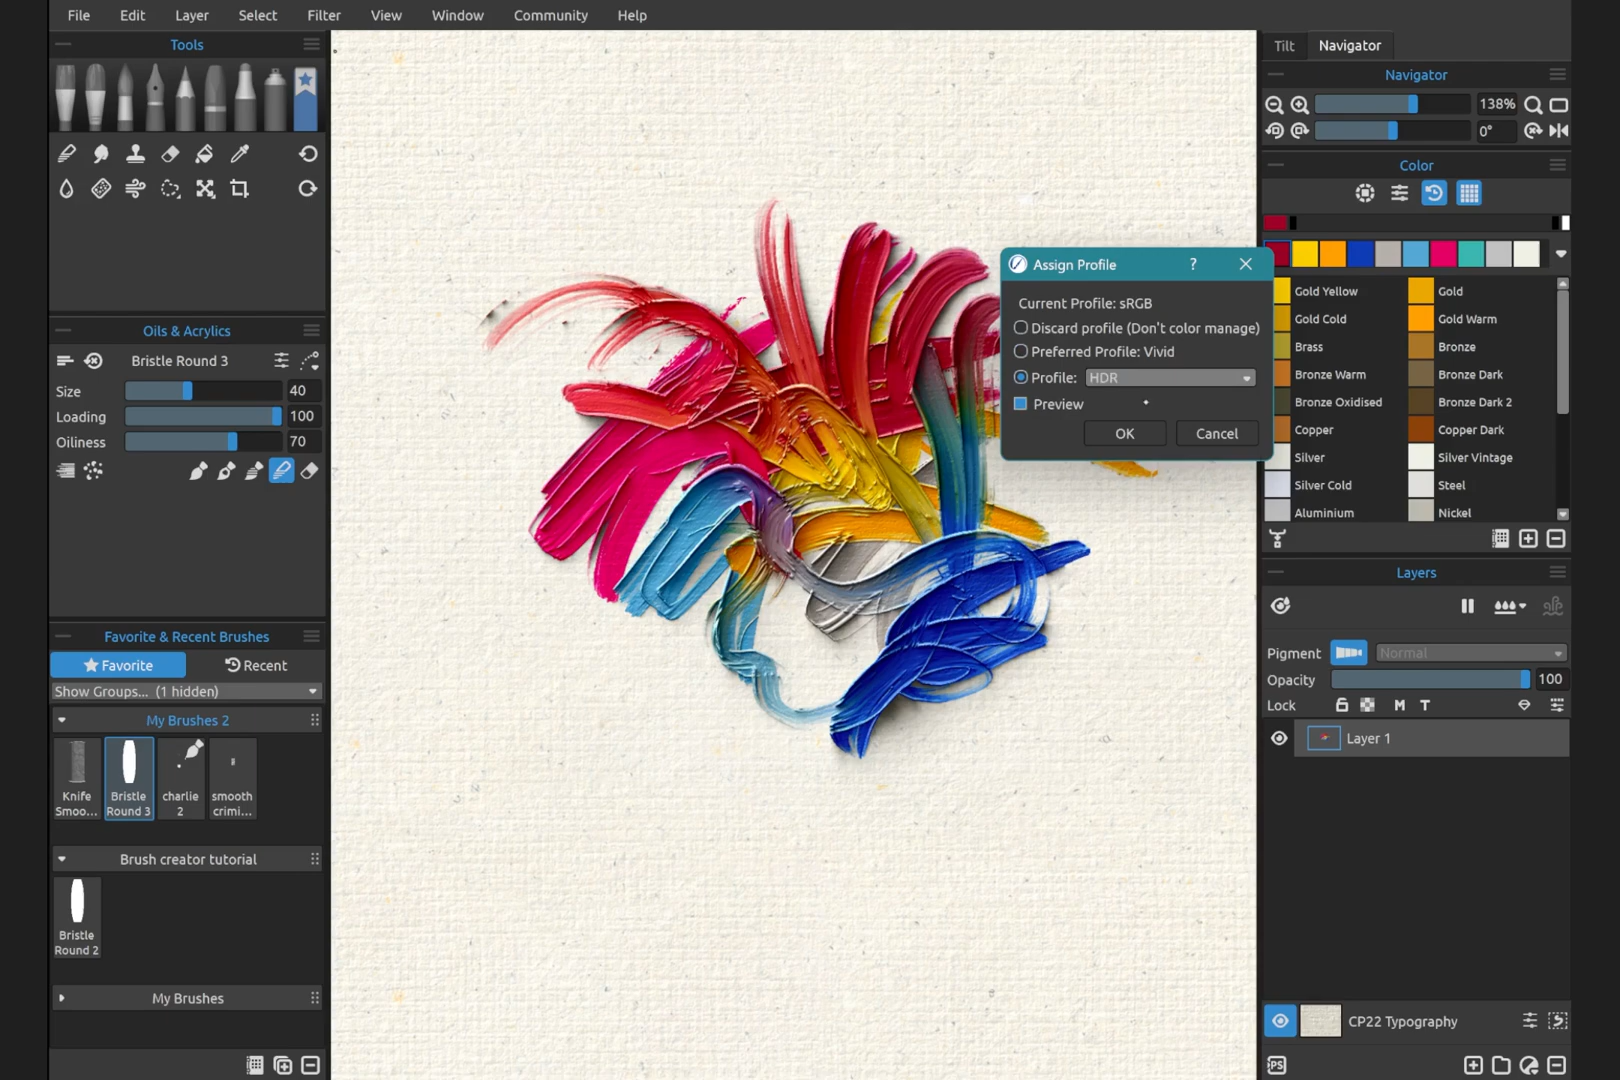 File Edit Layer Select Filter View Window Community Help
Tools
Oils & Acrylics
Bristle Round 3
Size 40
Loading 100
Oiliness 70
Favorite & Recent Brushes
Favorite Recent
Show Groups... (1 hidden)
My Brushes 2
Knife
Smoo...
Bristle
Round 3
charlie
2
smooth
crimi...
Brush creator tutorial
Bristle
Round 2
My Brushes
Assign Profile ?
Current Profile: sRGB
Discard profile (Don't color manage)
Preferred Profile: Vivid
Profile: HDR
Preview
OK Cancel
Tilt Navigator
Navigator
138%
0°
Color
Gold Yellow Gold
Gold Cold Gold Warm
Brass Bronze
Bronze Warm Bronze Dark
Bronze Oxidised Bronze Dark 2
Copper Copper Dark
Silver Silver Vintage
Silver Cold Steel
Aluminium Nickel
Layers
Pigment Normal
Opacity 100
Lock M T
Layer 1
CP22 Typography
PS